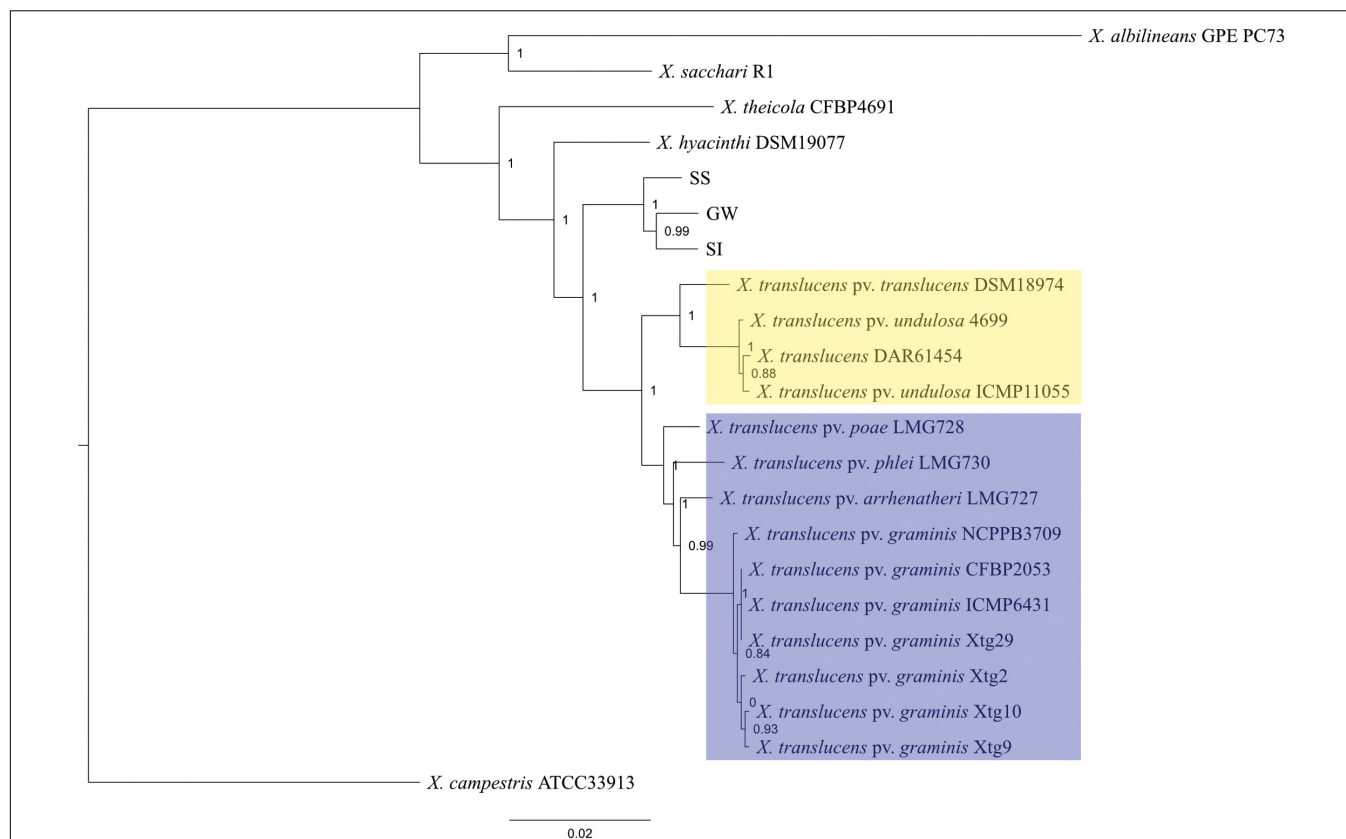 X. albilineans GPE PC73
1
X. sacchari R1
X. theicola CFBP4691
X. hyacinthi DSM19077
1
SS
1
GW
1
0.99
SI
X. translucens pv. translucens DSM18974
1
1
X. translucens pv. undulosa 4699
1
X. translucens DAR61454
0.88
1
X. translucens pv. undulosa ICMP11055
X. translucens pv. poae LMG728
X. translucens pv. phlei LMG730
1
X. translucens pv. arrhenatheri LMG727
1
X. translucens pv. graminis NCPPB3709
0.99
X. translucens pv. graminis CFBP2053
1
X. translucens pv. graminis ICMP6431
X. translucens pv. graminis Xtg29
0.84
X. translucens pv. graminis Xtg2
0
X. translucens pv. graminis Xtg10
0.93
X. translucens pv. graminis Xtg9
X. campestris ATCC33913
0.02